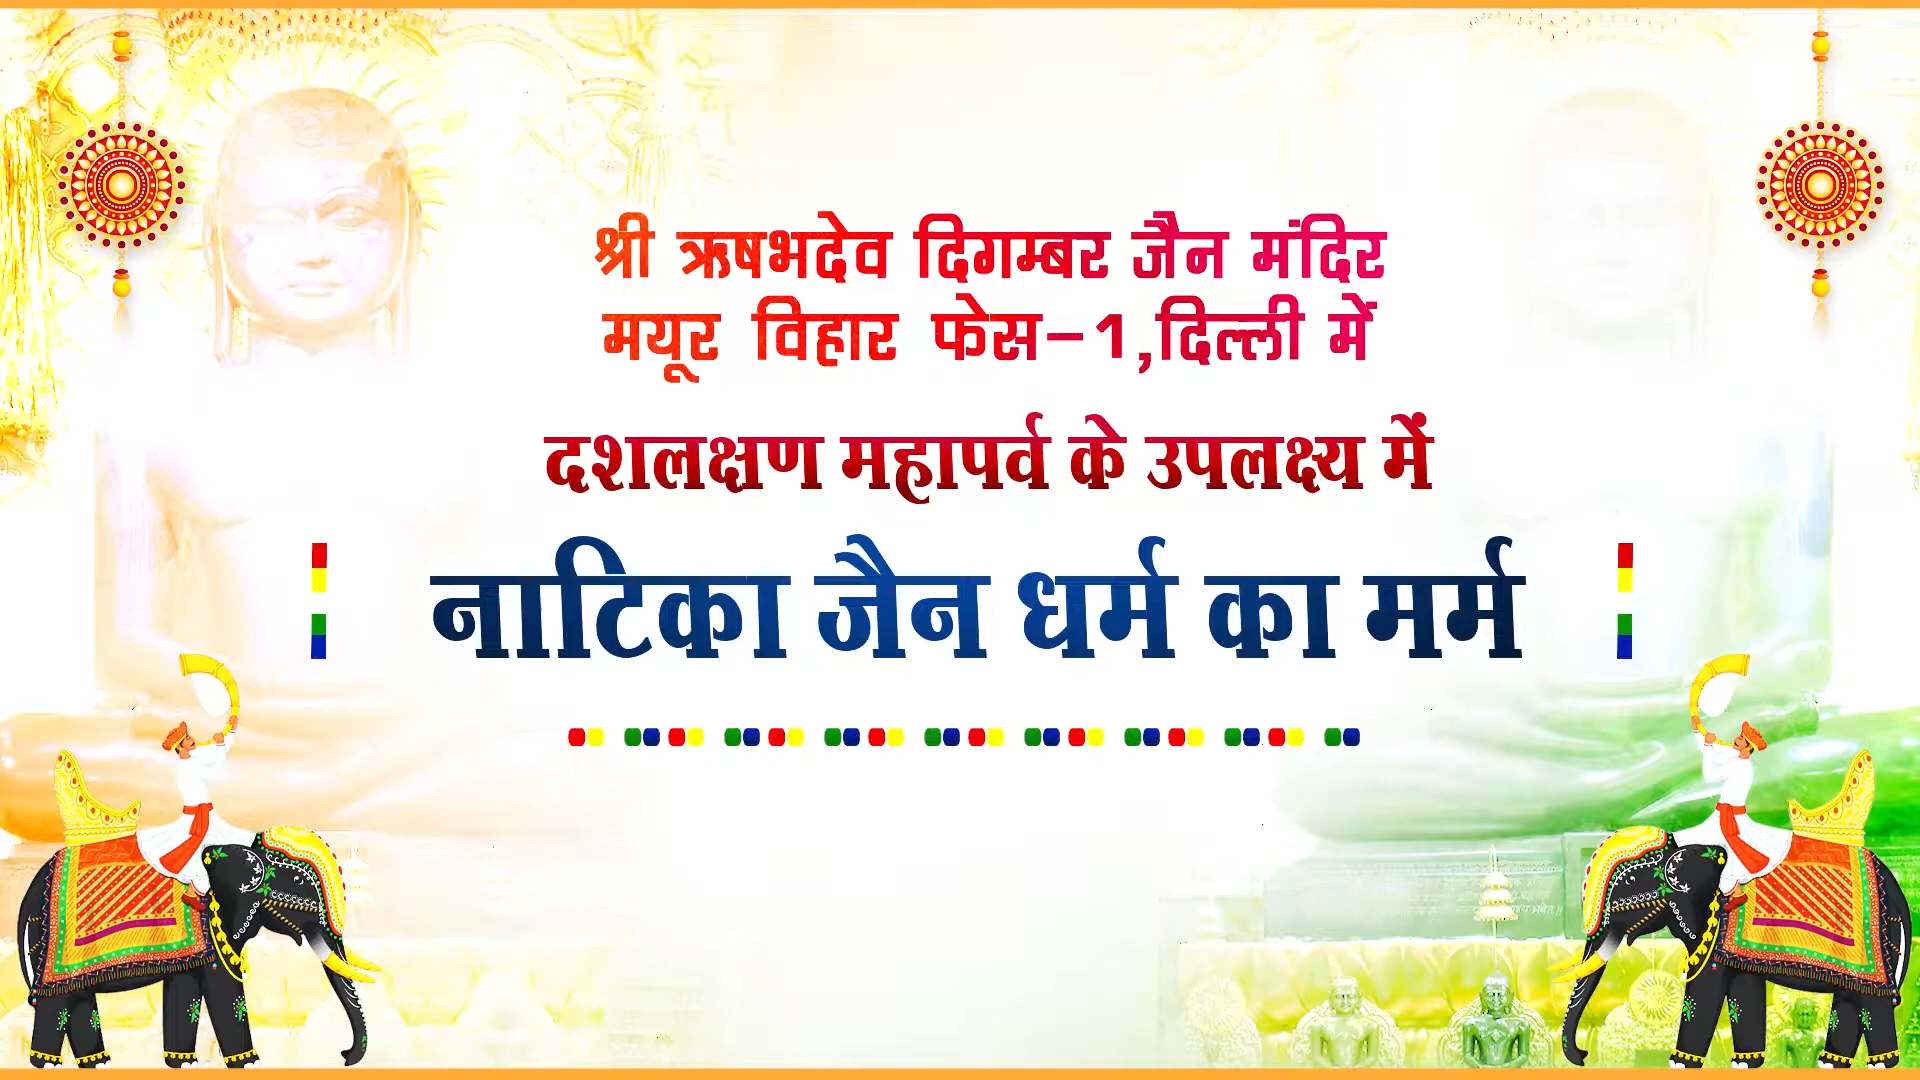 श्री ऋषभदेव दिगम्बर जैन मंदिर
मयूर विहार फेस-1,दिल्ली में
दशलक्षण महापर्व के उपलक्ष्य में
नाटिका जैन धर्म का मर्म